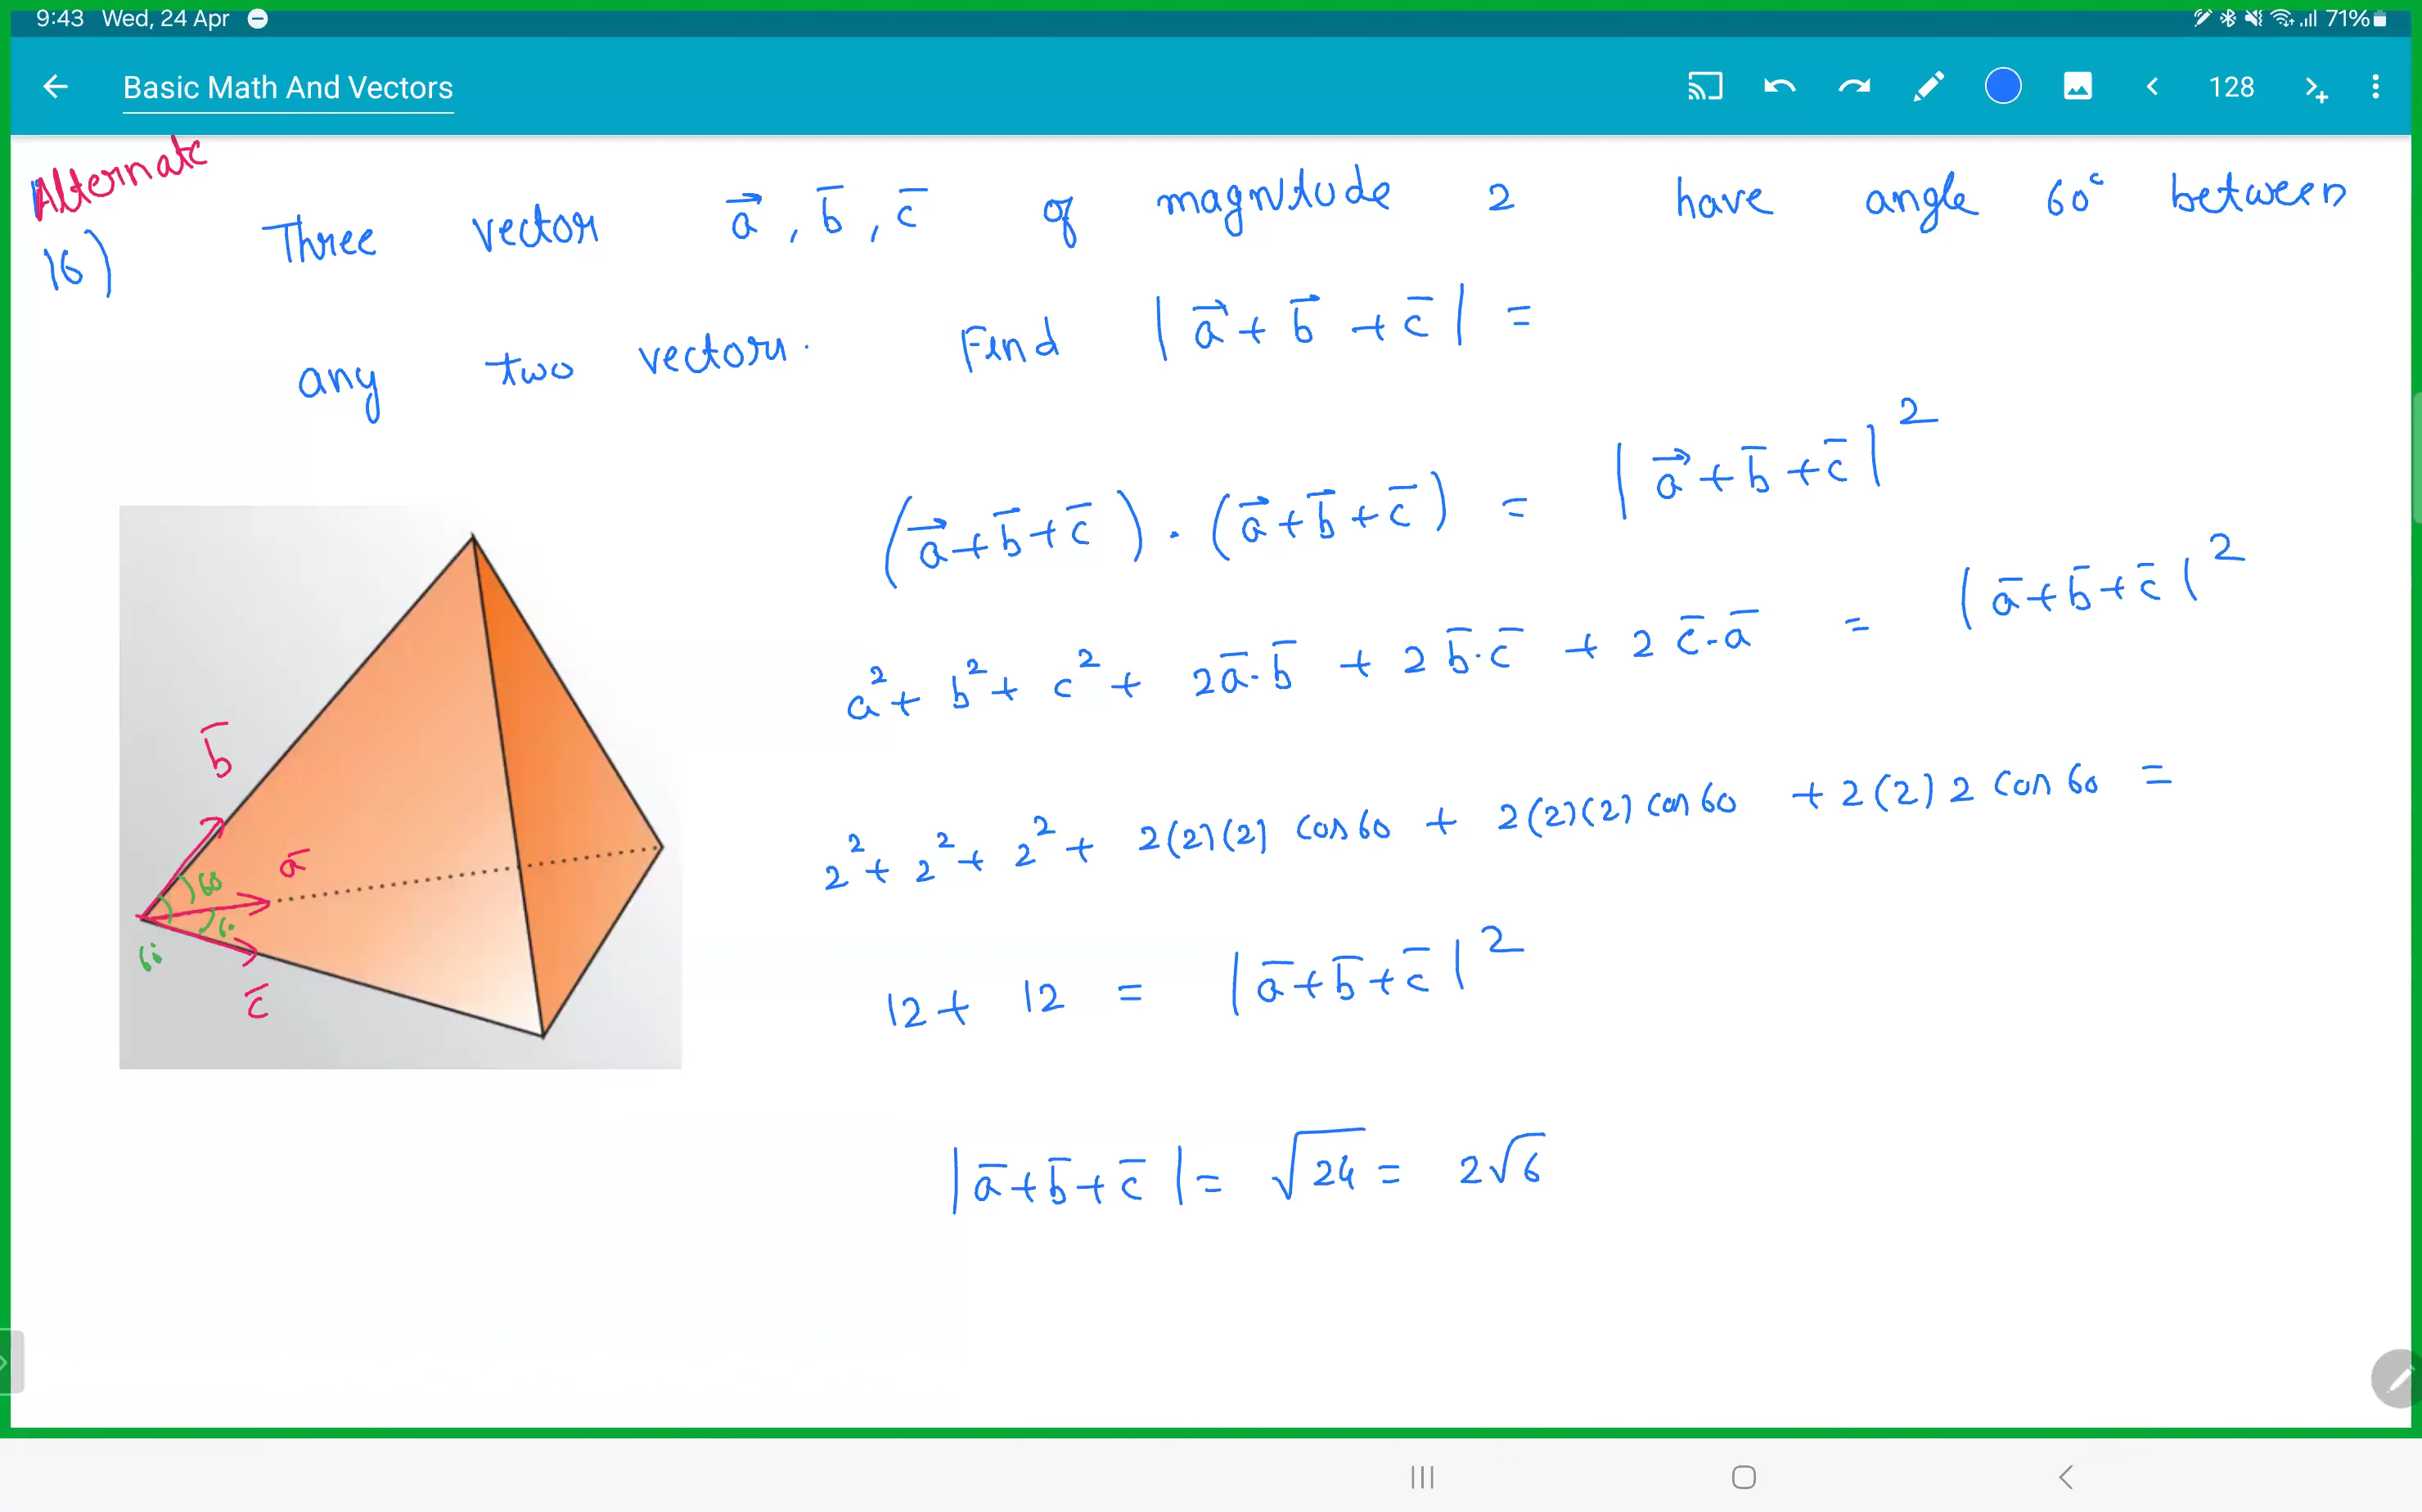 9:43 Wed, 24 Apr 71%
Basic Math And Vectors 128
Alternate
16) Three vectors a⃗, b̅, c̅ of magnitude 2 have angle 60° between
any two vectors. Find |a⃗ + b⃗ + c̅| =
(a⃗ + b̅ + c̅) · (a⃗ + b⃗ + c̅) = |a⃗ + b̅ + c̅|²
a² + b² + c² + 2a̅·b̅ + 2b̅·c̅ + 2c̅·a̅ = |a̅ + b̅ + c̅|²
2² + 2² + 2² + 2(2)(2) cos 60 + 2(2)(2) cos 60 + 2(2)2 cos 60 =
12 + 12 = |a̅ + b̅ + c̅|²
|a̅ + b̅ + c̅| = √24 = 2√6
b̅
a̅
60
60
60
c̅